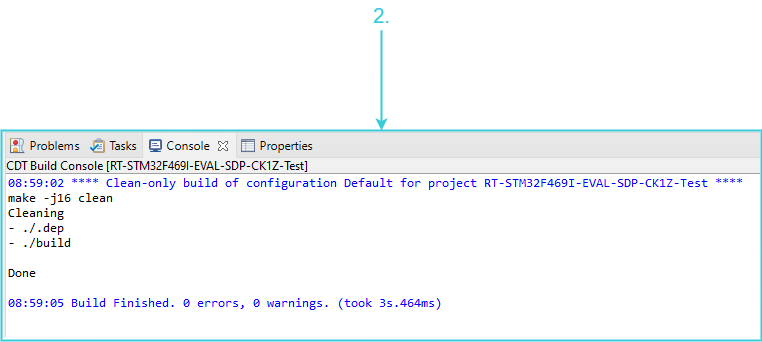 2.
Problems Tasks Console Properties
CDT Build Console [RT-STM32F469I-EVAL-SDP-CK1Z-Test]
08:59:02 **** Clean-only build of configuration Default for project RT-STM32F469I-EVAL-SDP-CK1Z-Test ****
make -j16 clean
Cleaning
- ./.dep
- ./build
Done
08:59:05 Build Finished. 0 errors, 0 warnings. (took 3s.464ms)